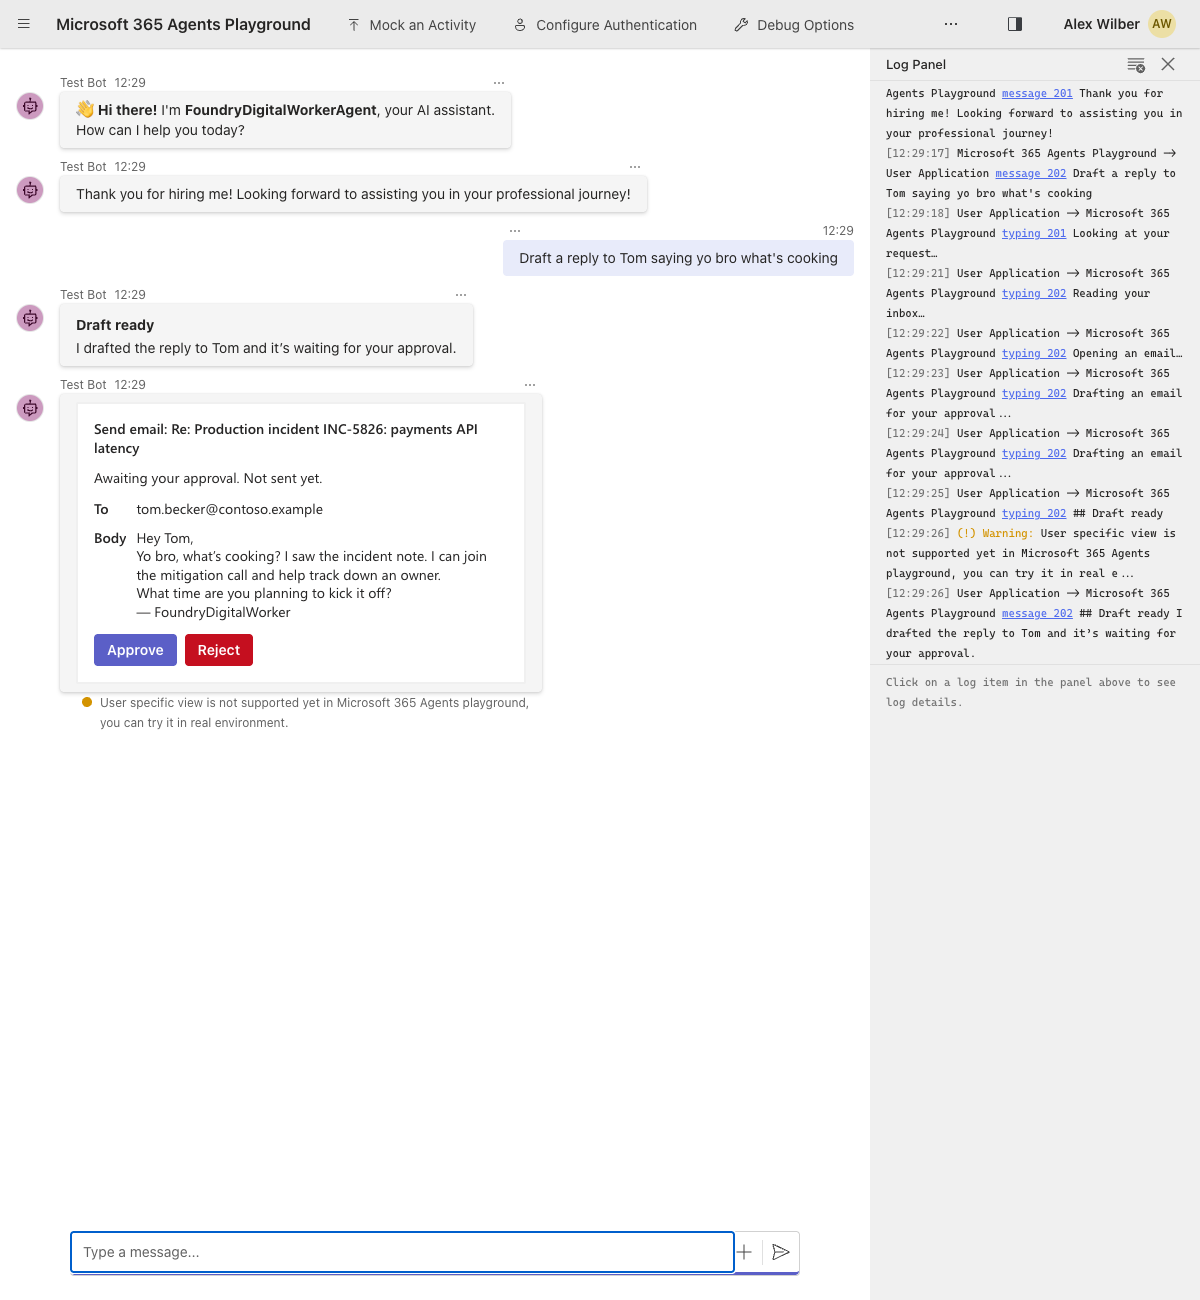 Microsoft 365 Agents Playground
Mock an Activity
Configure Authentication
Debug Options
Alex Wilber
AW
Test Bot 12:29
👋 Hi there! I'm FoundryDigitalWorkerAgent, your AI assistant.
How can I help you today?
Test Bot 12:29
Thank you for hiring me! Looking forward to assisting you in your professional journey!
12:29
Draft a reply to Tom saying yo bro what's cooking
Test Bot 12:29
Draft ready
I drafted the reply to Tom and it’s waiting for your approval.
Test Bot 12:29
Send email: Re: Production incident INC-5826: payments API
latency
Awaiting your approval. Not sent yet.
To tom.becker@contoso.example
Body Hey Tom,
Yo bro, what’s cooking? I saw the incident note. I can join
the mitigation call and help track down an owner.
What time are you planning to kick it off?
— FoundryDigitalWorker
Approve
Reject
User specific view is not supported yet in Microsoft 365 Agents playground,
you can try it in real environment.
Type a message...
Log Panel
Agents Playground message 201 Thank you for
hiring me! Looking forward to assisting you in
your professional journey!
[12:29:17] Microsoft 365 Agents Playground →
User Application message 202 Draft a reply to
Tom saying yo bro what's cooking
[12:29:18] User Application → Microsoft 365
Agents Playground typing 201 Looking at your
request…
[12:29:21] User Application → Microsoft 365
Agents Playground typing 202 Reading your
inbox…
[12:29:22] User Application → Microsoft 365
Agents Playground typing 202 Opening an email…
[12:29:23] User Application → Microsoft 365
Agents Playground typing 202 Drafting an email
for your approval...
[12:29:24] User Application → Microsoft 365
Agents Playground typing 202 Drafting an email
for your approval...
[12:29:25] User Application → Microsoft 365
Agents Playground typing 202 ## Draft ready
[12:29:26] (!) Warning: User specific view is
not supported yet in Microsoft 365 Agents
playground, you can try it in real e...
[12:29:26] User Application → Microsoft 365
Agents Playground message 202 ## Draft ready I
drafted the reply to Tom and it’s waiting for
your approval.
Click on a log item in the panel above to see
log details.